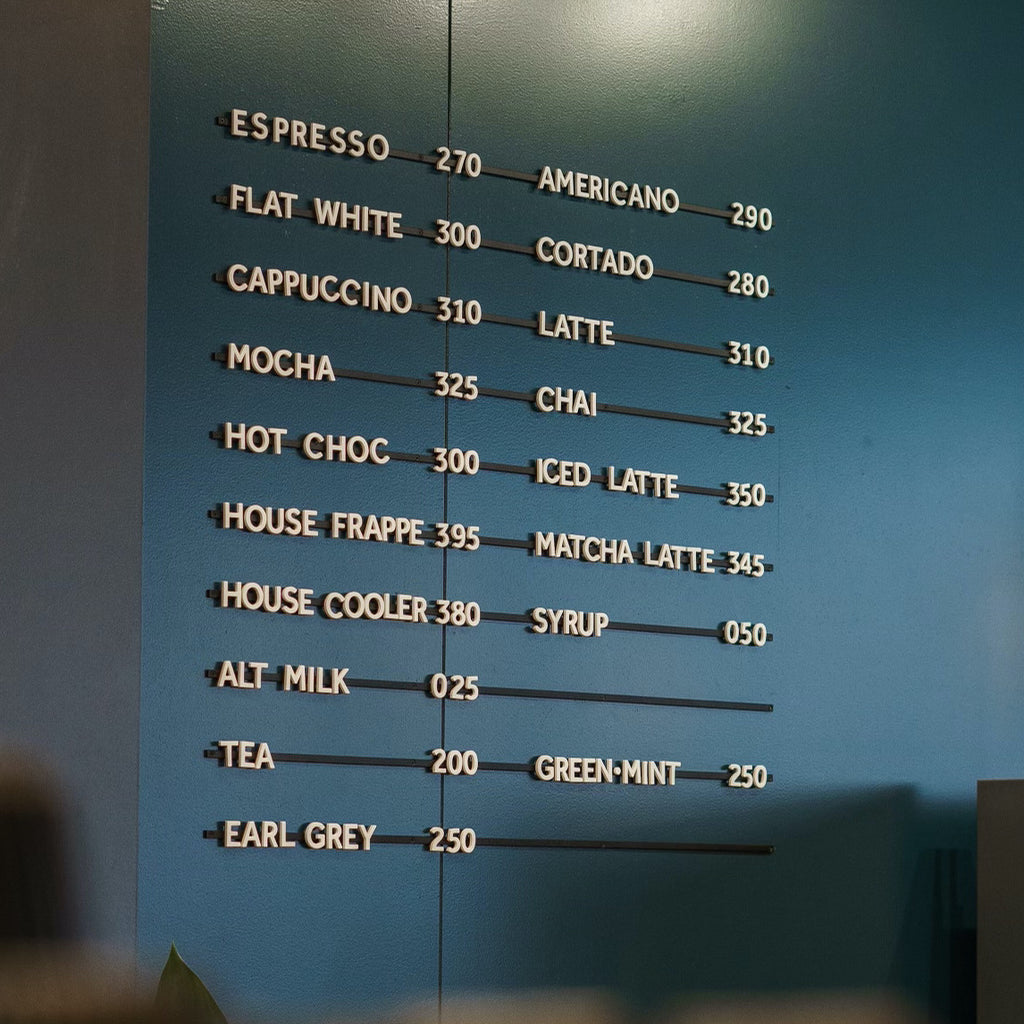 ESPRESSO 270 AMERICANO 290
FLAT WHITE 300 CORTADO 280
CAPPUCCINO 310 LATTE 310
MOCHA 325 CHAI 325
HOT CHOC 300 ICED LATTE 350
HOUSE FRAPPE 395 MATCHA LATTE 345
HOUSE COOLER 380 SYRUP 050
ALT MILK 025
TEA 200 GREEN·MINT 250
EARL GREY 250